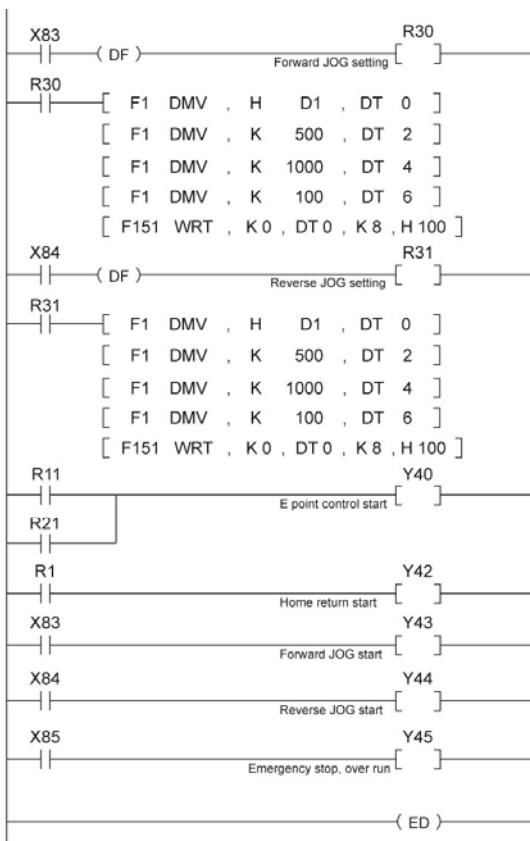 X83 R30
( DF ) Forward JOG setting
R30
[ F1 DMV , H D1 , DT 0 ]
[ F1 DMV , K 500 , DT 2 ]
[ F1 DMV , K 1000 , DT 4 ]
[ F1 DMV , K 100 , DT 6 ]
[ F151 WRT , K 0 , DT 0 , K 8 , H 100 ]
X84 R31
( DF ) Reverse JOG setting
R31
[ F1 DMV , H D1 , DT 0 ]
[ F1 DMV , K 500 , DT 2 ]
[ F1 DMV , K 1000 , DT 4 ]
[ F1 DMV , K 100 , DT 6 ]
[ F151 WRT , K 0 , DT 0 , K 8 , H 100 ]
R11 Y40
E point control start
R21
R1 Y42
Home return start
X83 Y43
Forward JOG start
X84 Y44
Reverse JOG start
X85 Y45
Emergency stop, over run
( ED )